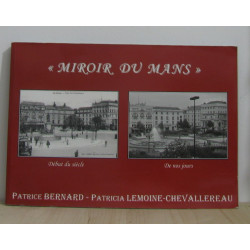 « MIROIR DU MANS »
Début du siècle
De nos jours
PATRICE BERNARD - PATRICIA LEMOINE-CHEVALLEREAU